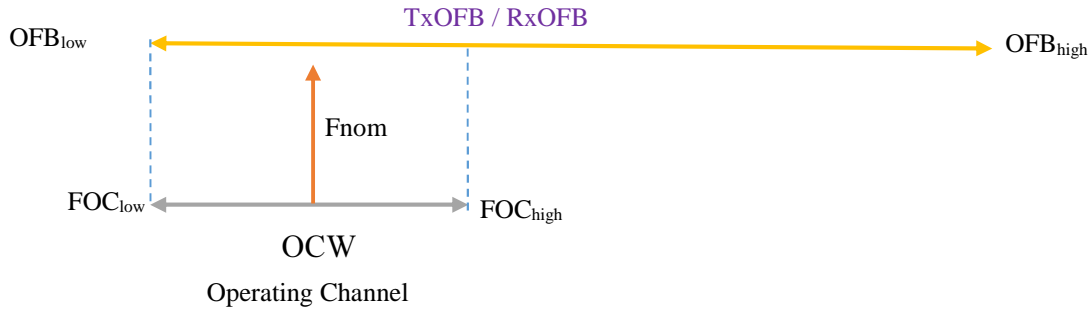 TxOFB / RxOFB
OFBlow
OFBhigh
Fnom
FOClow
FOChigh
OCW
Operating Channel